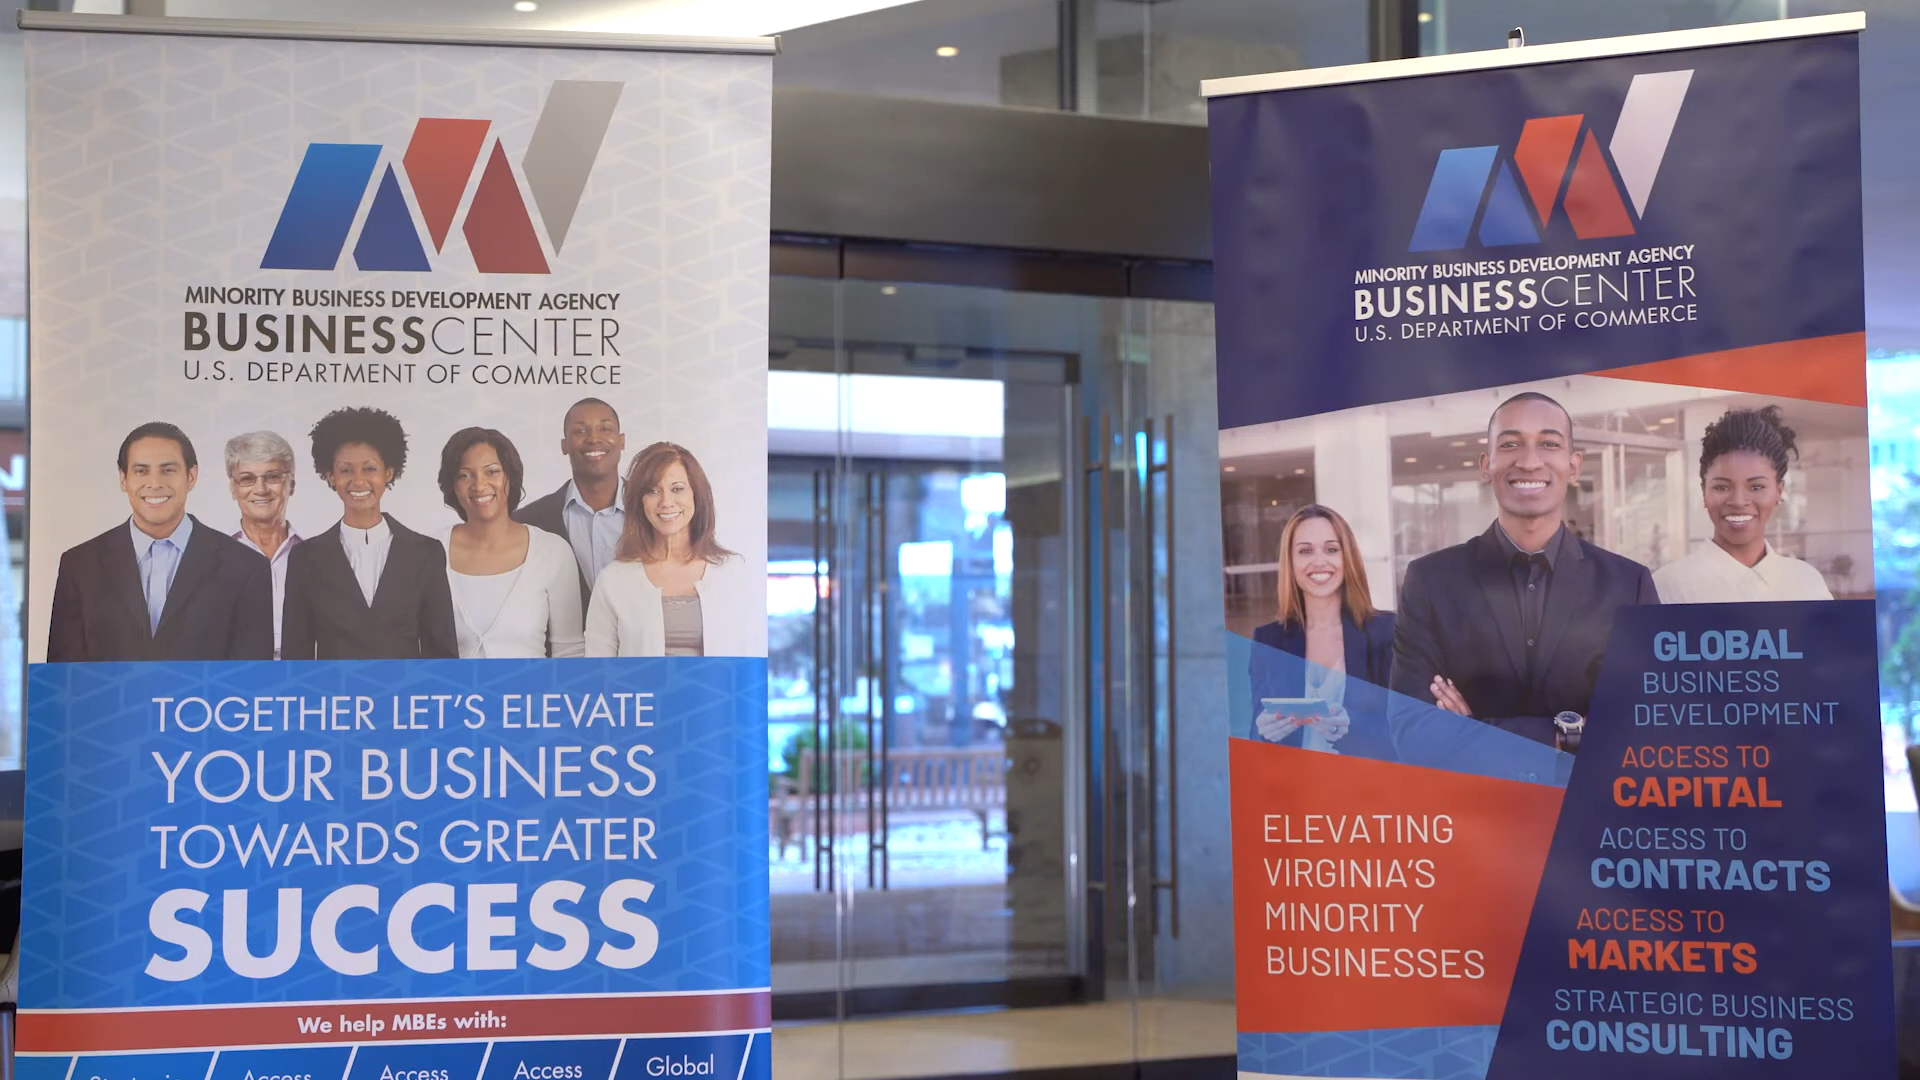 MINORITY BUSINESS DEVELOPMENT AGENCY
BUSINESSCENTER
U.S. DEPARTMENT OF COMMERCE
TOGETHER LET'S ELEVATE
YOUR BUSINESS
TOWARDS GREATER
SUCCESS
We help MBEs with:
Access
Access
Access
Global
MINORITY BUSINESS DEVELOPMENT AGENCY
BUSINESSCENTER
U.S. DEPARTMENT OF COMMERCE
ELEVATING
VIRGINIA'S
MINORITY
BUSINESSES
GLOBAL
BUSINESS
DEVELOPMENT
ACCESS TO
CAPITAL
ACCESS TO
CONTRACTS
ACCESS TO
MARKETS
STRATEGIC BUSINESS
CONSULTING